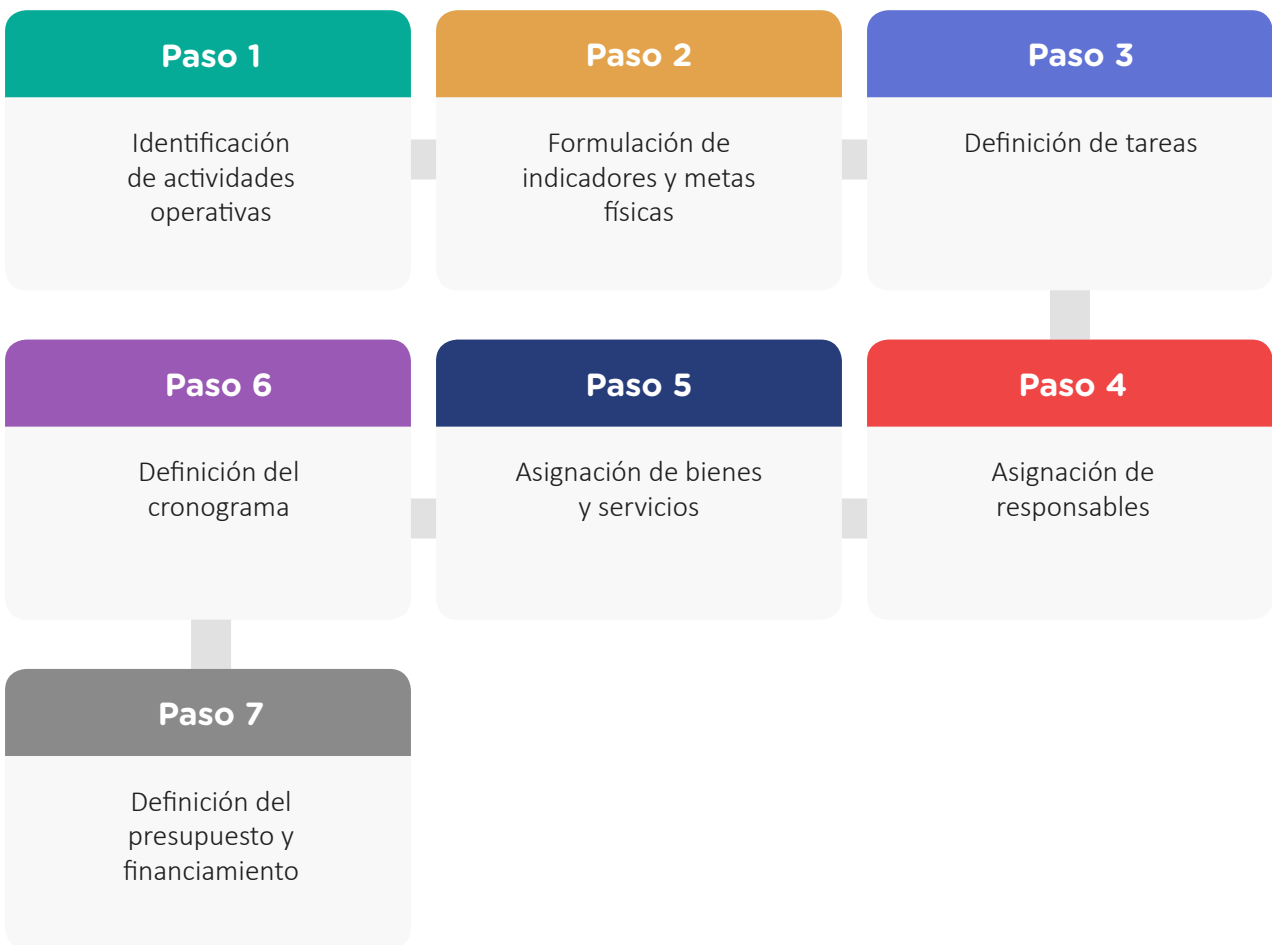 Paso 1
Identificación
de actividades
operativas
Paso 2
Formulación de
indicadores y metas
físicas
Paso 3
Definición de tareas
Paso 4
Asignación de
responsables
Paso 5
Asignación de bienes
y servicios
Paso 6
Definición del
cronograma
Paso 7
Definición del
presupuesto y
financiamiento